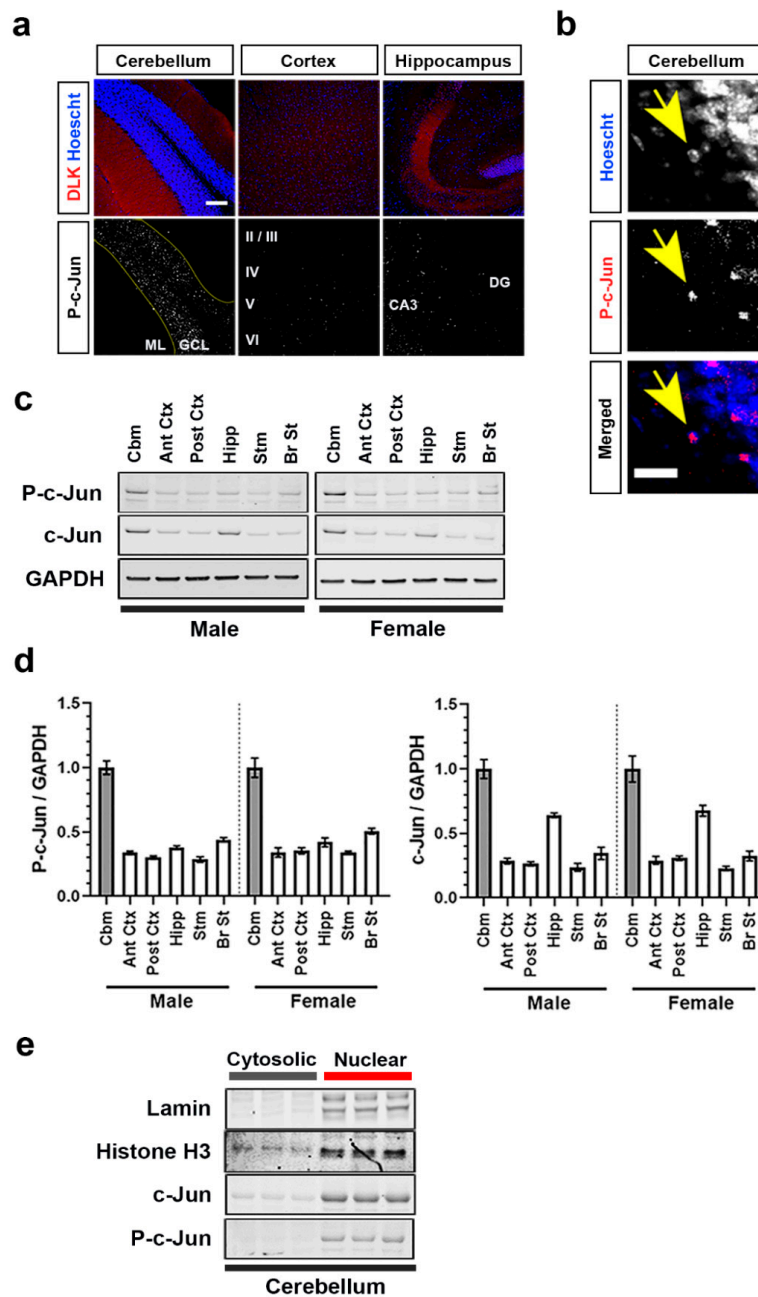 a
Cerebellum
Cortex
Hippocampus
DLK Hoescht
P-c-Jun
ML
GCL
II / III
IV
V
VI
CA3
DG
b
Cerebellum
Hoescht
P-c-Jun
Merged
c
Cbm
Ant Ctx
Post Ctx
Hipp
Stm
Br St
Cbm
Ant Ctx
Post Ctx
Hipp
Stm
Br St
P-c-Jun
c-Jun
GAPDH
Male
Female
d
P-c-Jun / GAPDH
1.5
1.0
0.5
0.0
Cbm
Ant Ctx
Post Ctx
Hipp
Stm
Br St
Cbm
Ant Ctx
Post Ctx
Hipp
Stm
Br St
Male
Female
c-Jun / GAPDH
1.5
1.0
0.5
0.0
Cbm
Ant Ctx
Post Ctx
Hipp
Stm
Br St
Cbm
Ant Ctx
Post Ctx
Hipp
Stm
Br St
Male
Female
e
Cytosolic
Nuclear
Lamin
Histone H3
c-Jun
P-c-Jun
Cerebellum